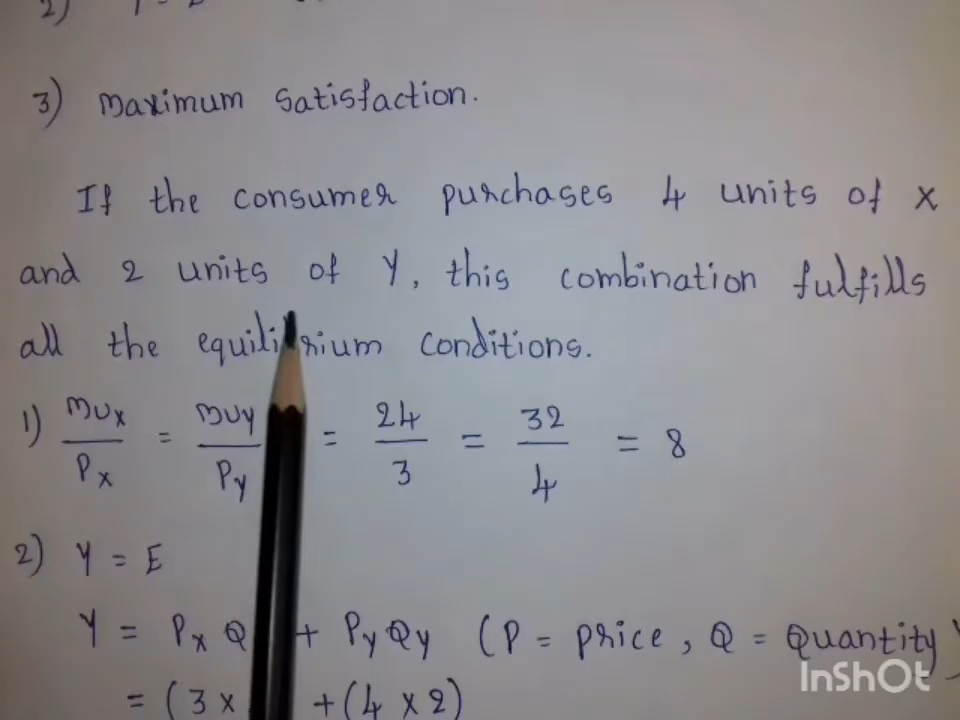 2)
3) Maximum satisfaction.
If the consumer purchases 4 units of X
and 2 units of Y, this combination fulfills
all the equilibrium conditions.
1) MUx/Px = MUy/Py = 24/3 = 32/4 = 8
2) Y = E
Y = Px Q + PyQy (P = price, Q = Quantity)
= (3 x + (4 x 2)
InShOt